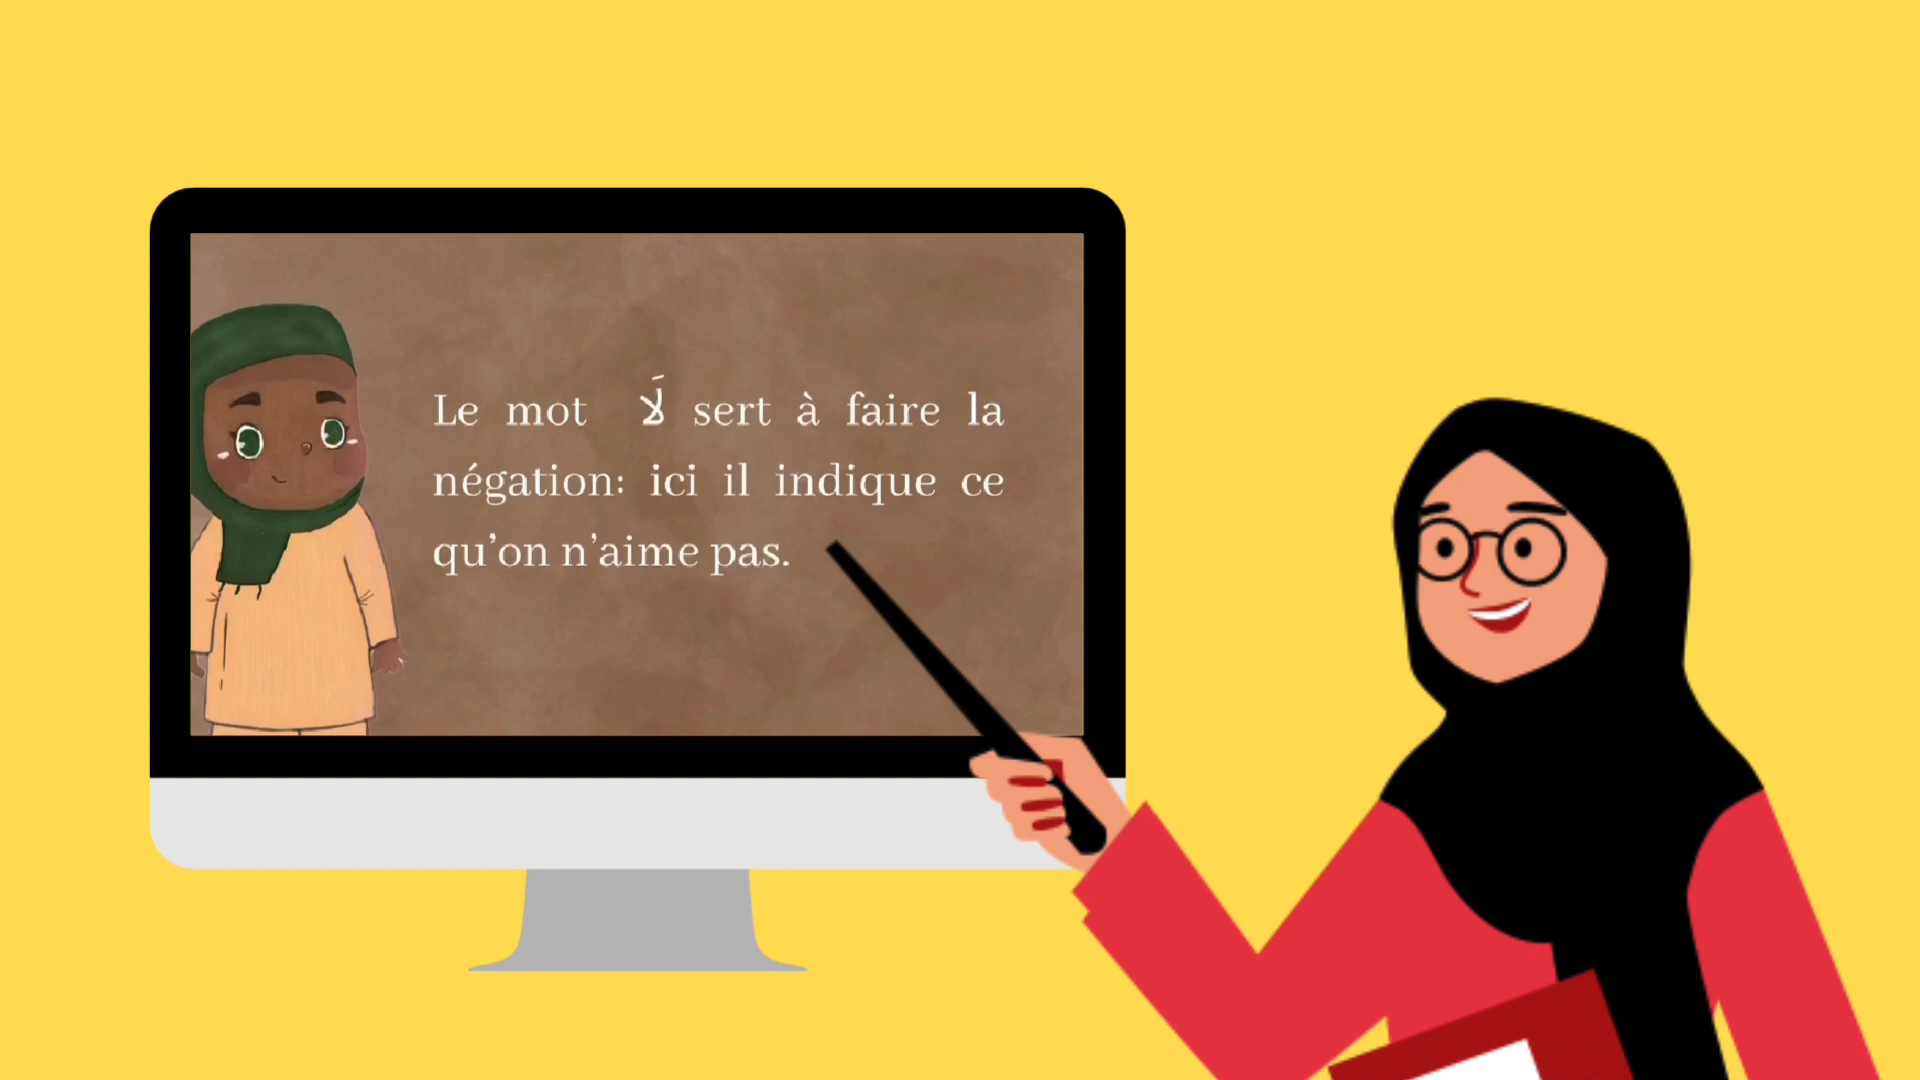 Le mot لَا sert à faire la
négation: ici il indique ce
qu’on n’aime pas.